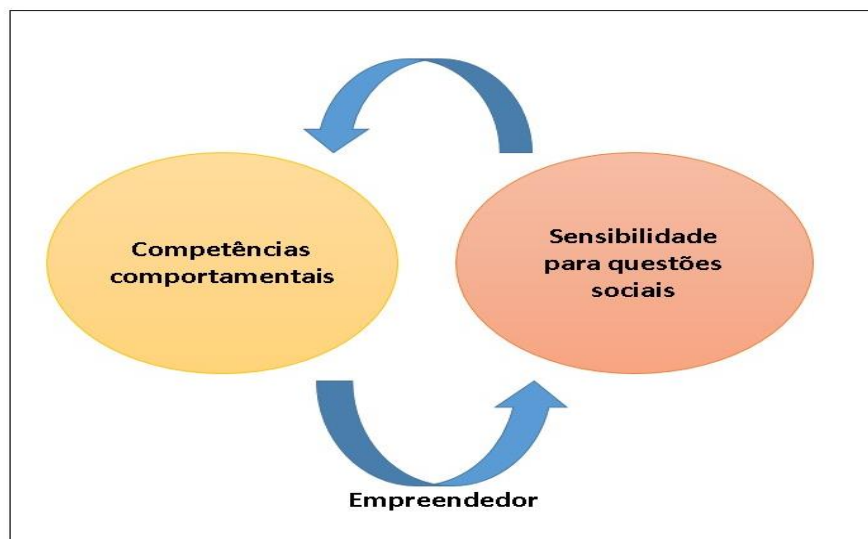 Competências
comportamentais
Sensibilidade
para questões
sociais
Empreendedor